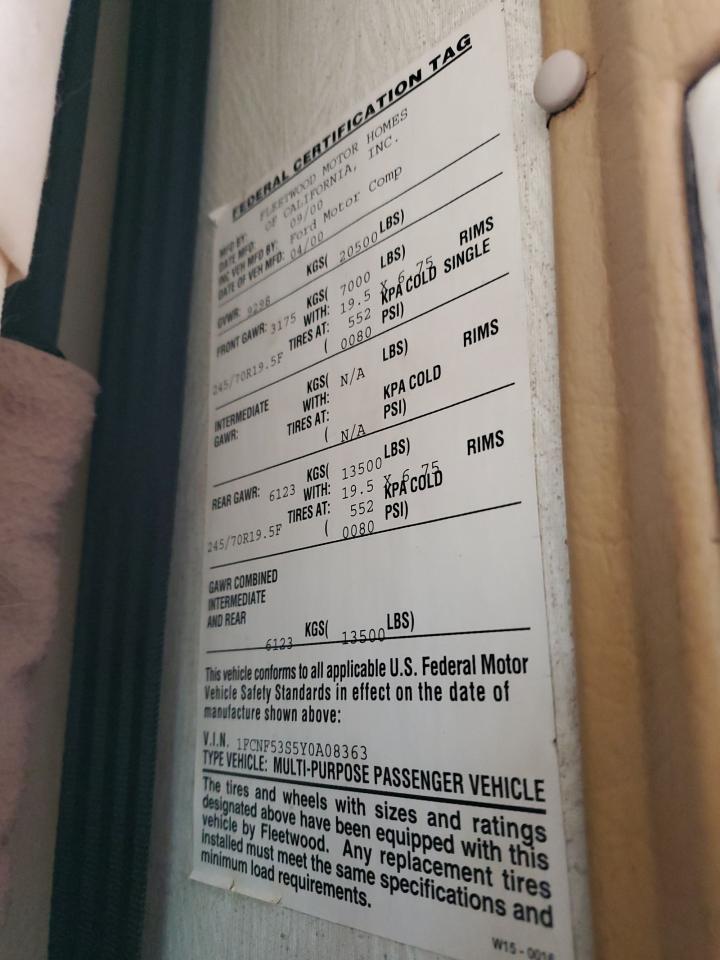 FEDERAL CERTIFICATION TAG
MFD BY: FLEETWOOD MOTOR HOMES
OF CALIFORNIA, INC.
DATE MFD: 09/00
INC VEH MFD BY: Ford Motor Comp
DATE OF VEH MFD: 04/00
GVWR: 9298 KGS( 20500 LBS)
FRONT GAWR: 3175 KGS( 7000 LBS)
WITH: 19.5 X 6.75 RIMS
245/70R19.5F TIRES AT: 552 KPA COLD SINGLE
( 0080 PSI)
INTERMEDIATE GAWR: KGS( N/A LBS)
WITH: RIMS
TIRES AT: KPA COLD
( N/A PSI)
REAR GAWR: 6123 KGS( 13500 LBS)
WITH: 19.5 X 6.75 RIMS
245/70R19.5F TIRES AT: 552 KPA COLD
( 0080 PSI)
GAWR COMBINED
INTERMEDIATE
AND REAR
6123 KGS( 13500 LBS)
This vehicle conforms to all applicable U.S. Federal Motor
Vehicle Safety Standards in effect on the date of
manufacture shown above:
V.I.N. 1FCNF53S5Y0A08363
TYPE VEHICLE: MULTI-PURPOSE PASSENGER VEHICLE
The tires and wheels with sizes and ratings
designated above have been equipped with this
vehicle by Fleetwood. Any replacement tires
installed must meet the same specifications and
minimum load requirements.